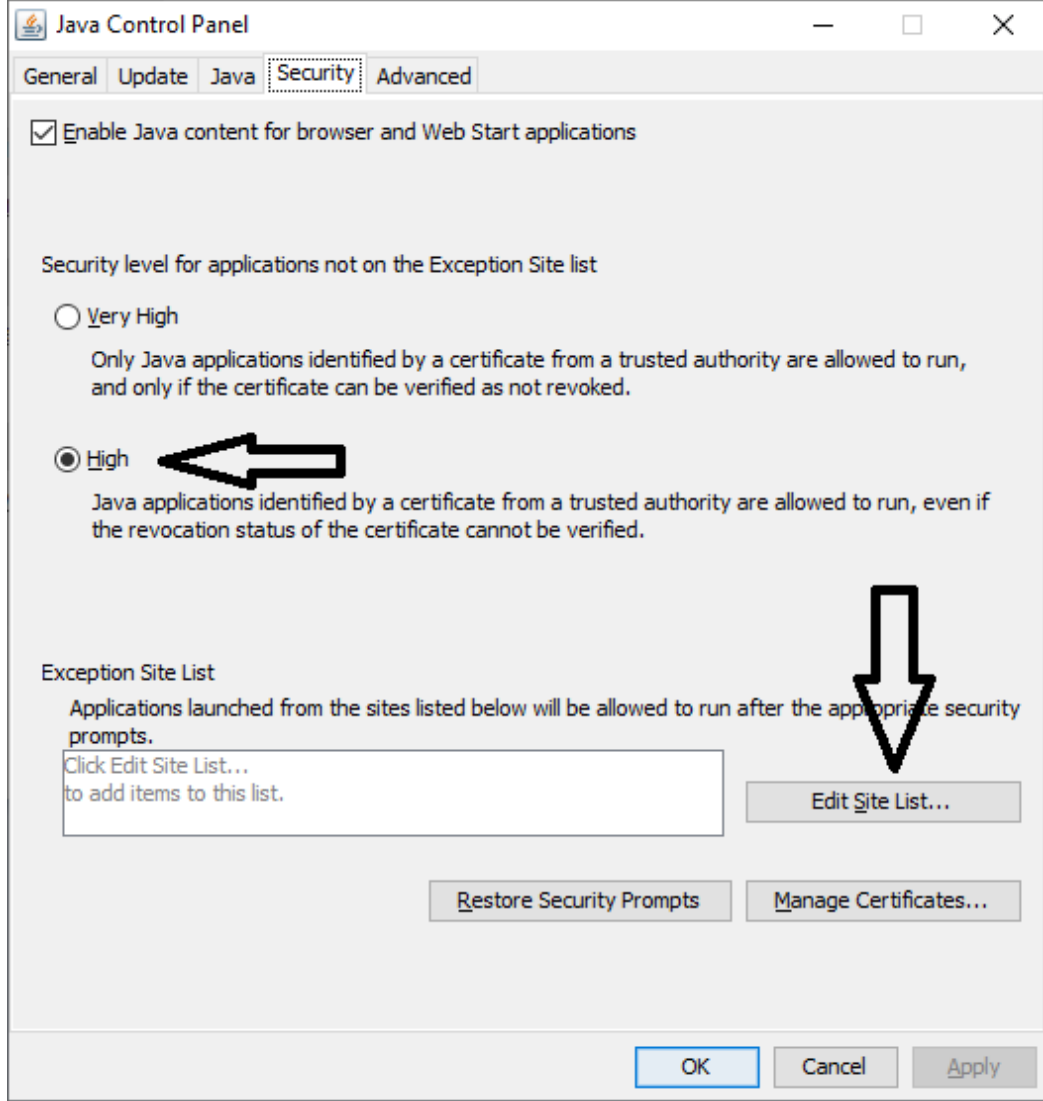 Java Control Panel
General Update Java Security Advanced
Enable Java content for browser and Web Start applications
Security level for applications not on the Exception Site list
Very High
Only Java applications identified by a certificate from a trusted authority are allowed to run,
and only if the certificate can be verified as not revoked.
High
Java applications identified by a certificate from a trusted authority are allowed to run, even if
the revocation status of the certificate cannot be verified.
Exception Site List
Applications launched from the sites listed below will be allowed to run after the appropriate security
prompts.
Click Edit Site List...
to add items to this list.
Edit Site List...
Restore Security Prompts Manage Certificates...
OK Cancel Apply